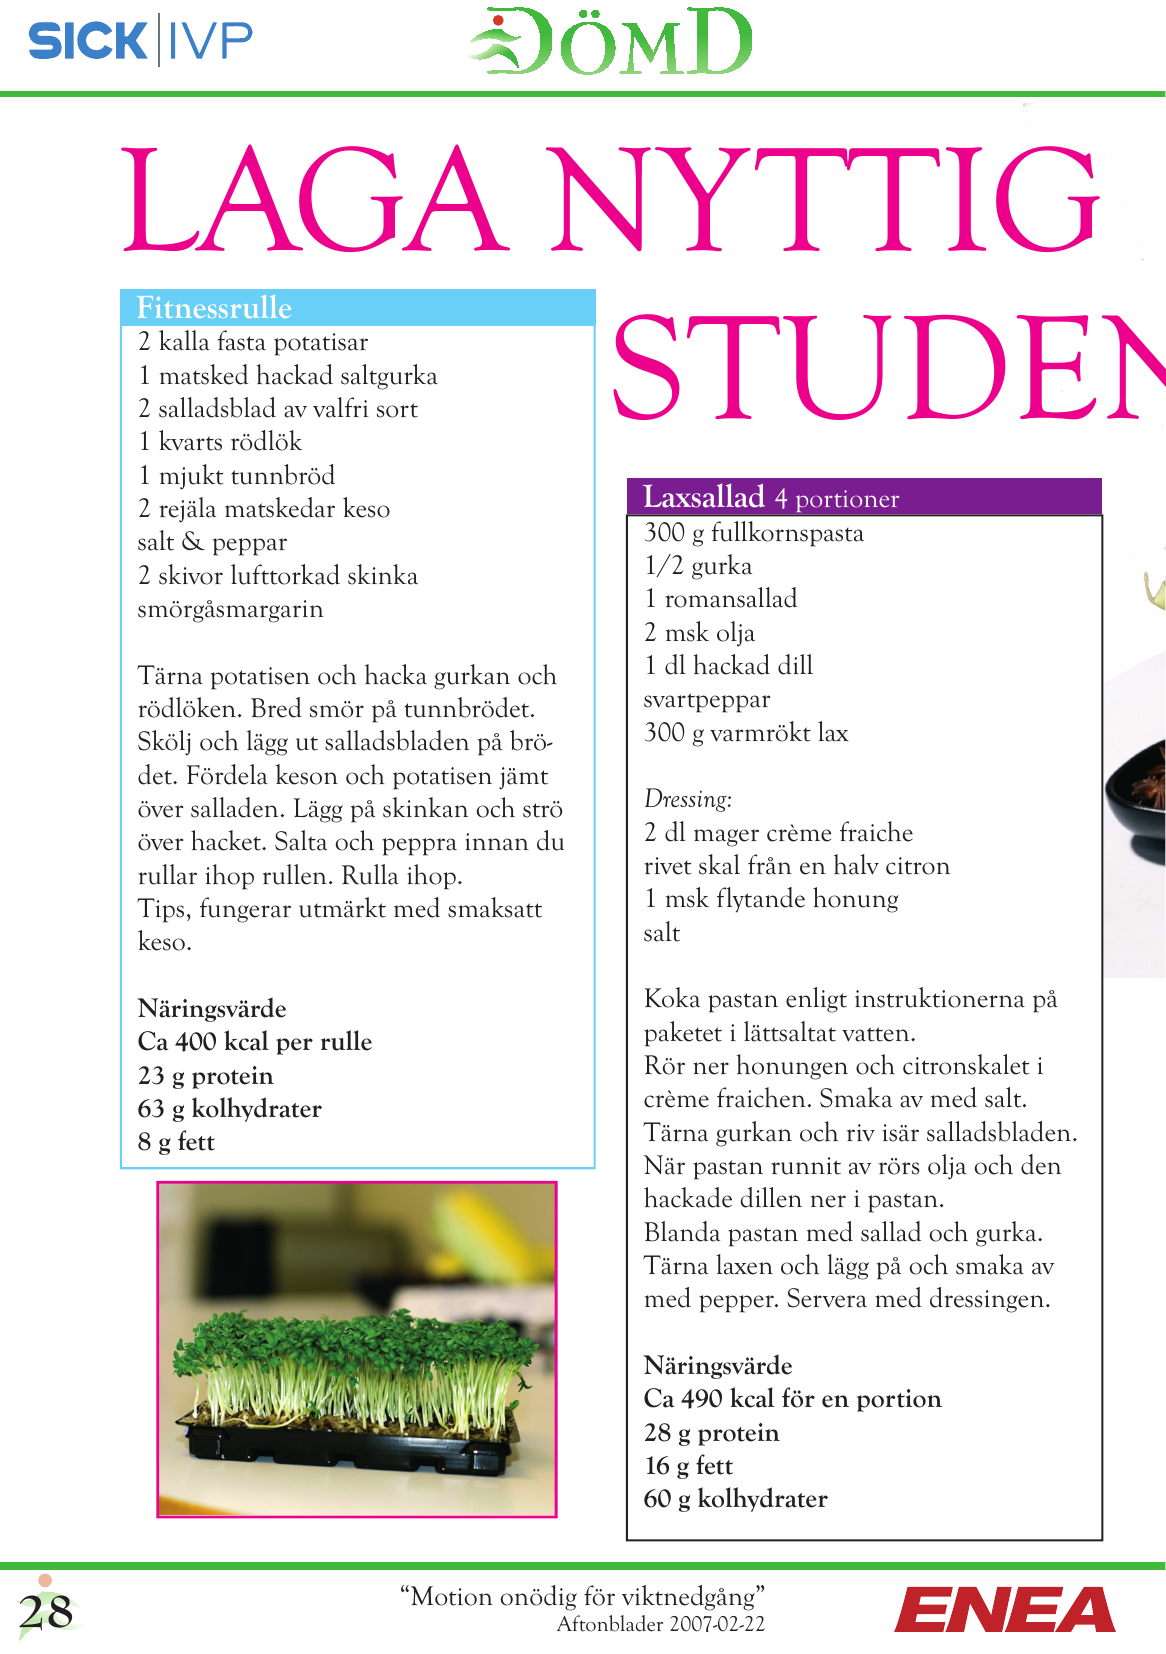 SICK IVP
DÖMD
LAGA NYTTIG
STUDEN
Fitnessrulle
2 kalla fasta potatisar
1 matsked hackad saltgurka
2 salladsblad av valfri sort
1 kvarts rödlök
1 mjukt tunnbröd
2 rejäla matskedar keso
salt & peppar
2 skivor lufttorkad skinka
smörgåsmargarin
Tärna potatisen och hacka gurkan och
rödlöken. Bred smör på tunnbrödet.
Skölj och lägg ut salladsbladen på brö-
det. Fördela keson och potatisen jämt
över salladen. Lägg på skinkan och strö
över hacket. Salta och peppra innan du
rullar ihop rullen. Rulla ihop.
Tips, fungerar utmärkt med smaksatt
keso.
Näringsvärde
Ca 400 kcal per rulle
23 g protein
63 g kolhydrater
8 g fett
Laxsallad 4 portioner
300 g fullkornspasta
1/2 gurka
1 romansallad
2 msk olja
1 dl hackad dill
svartpeppar
300 g varmrökt lax
Dressing:
2 dl mager crème fraiche
rivet skal från en halv citron
1 msk flytande honung
salt
Koka pastan enligt instruktionerna på
paketet i lättsaltat vatten.
Rör ner honungen och citronskalet i
crème fraichen. Smaka av med salt.
Tärna gurkan och riv isär salladsbladen.
När pastan runnit av rörs olja och den
hackade dillen ner i pastan.
Blanda pastan med sallad och gurka.
Tärna laxen och lägg på och smaka av
med pepper. Servera med dressingen.
Näringsvärde
Ca 490 kcal för en portion
28 g protein
16 g fett
60 g kolhydrater
28
“Motion onödig för viktnedgång”
Aftonblader 2007-02-22
ENEA